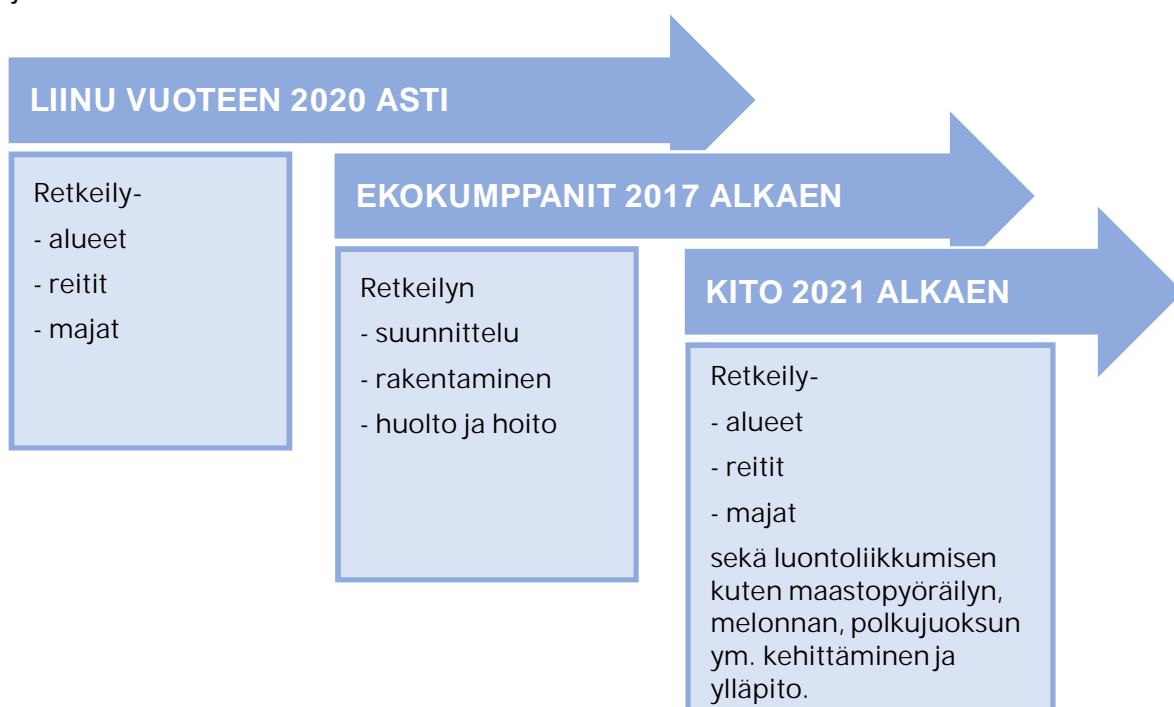 LIINU VUOTEEN 2020 ASTI
Retkeily-
- alueet
- reitit
- majat
EKOKUMPPANIT 2017 ALKAEN
Retkeilyn
- suunnittelu
- rakentaminen
- huolto ja hoito
KITO 2021 ALKAEN
Retkeily-
- alueet
- reitit
- majat
sekä luontoliikkumisen
kuten maastopyöräilyn,
melonnan, polkujuoksun
ym. kehittäminen ja
ylläpito.